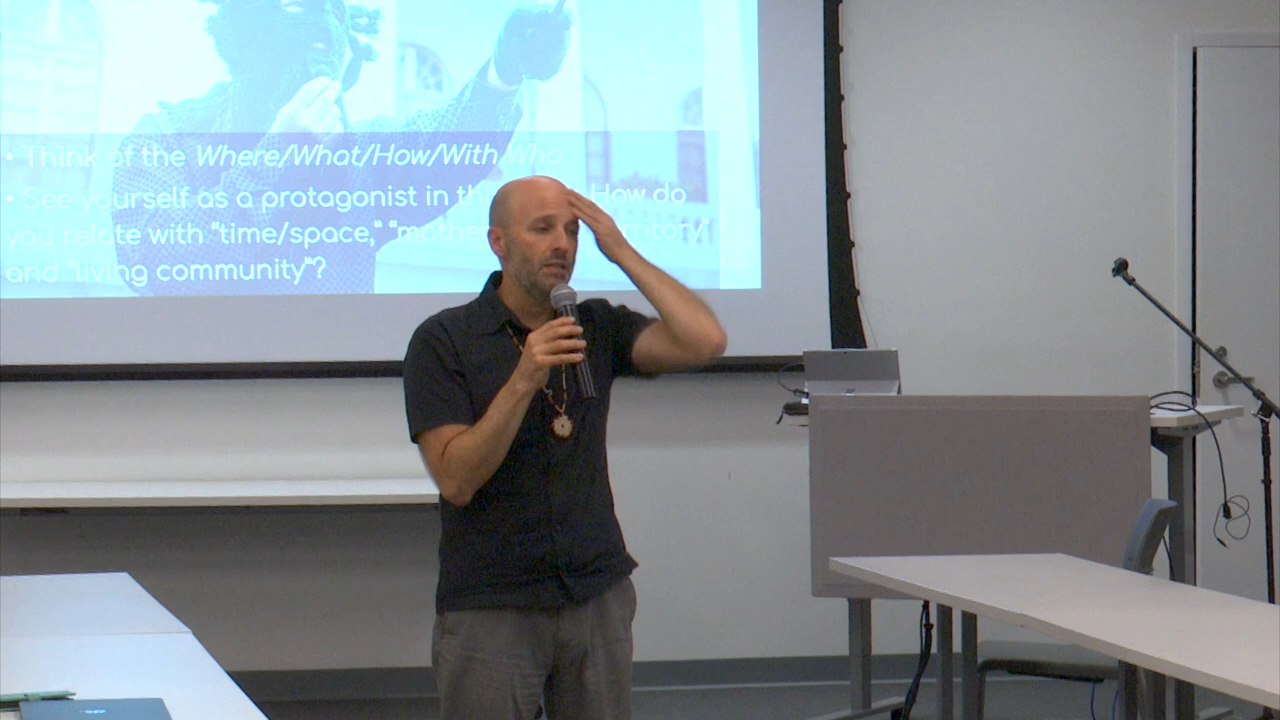 • Think of the Where/What/How/With Who
• See yourself as a protagonist in How do
you relate with "time/space," "mother
and "living community"?